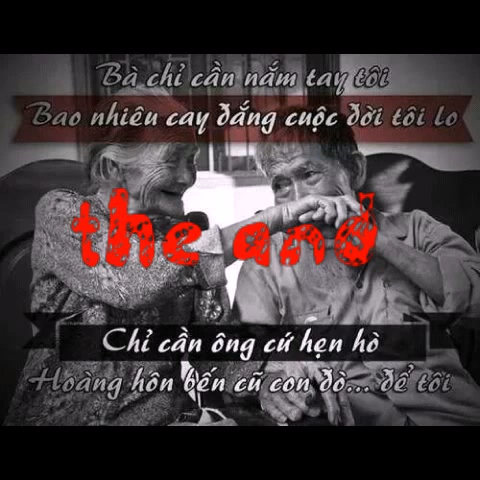 Bà chỉ cần nắm tay tôi
Bao nhiêu cay đắng cuộc đời tôi lo
the and
Chỉ cần ông cứ hẹn hò
Hoàng hôn bến cũ con đò... để tôi